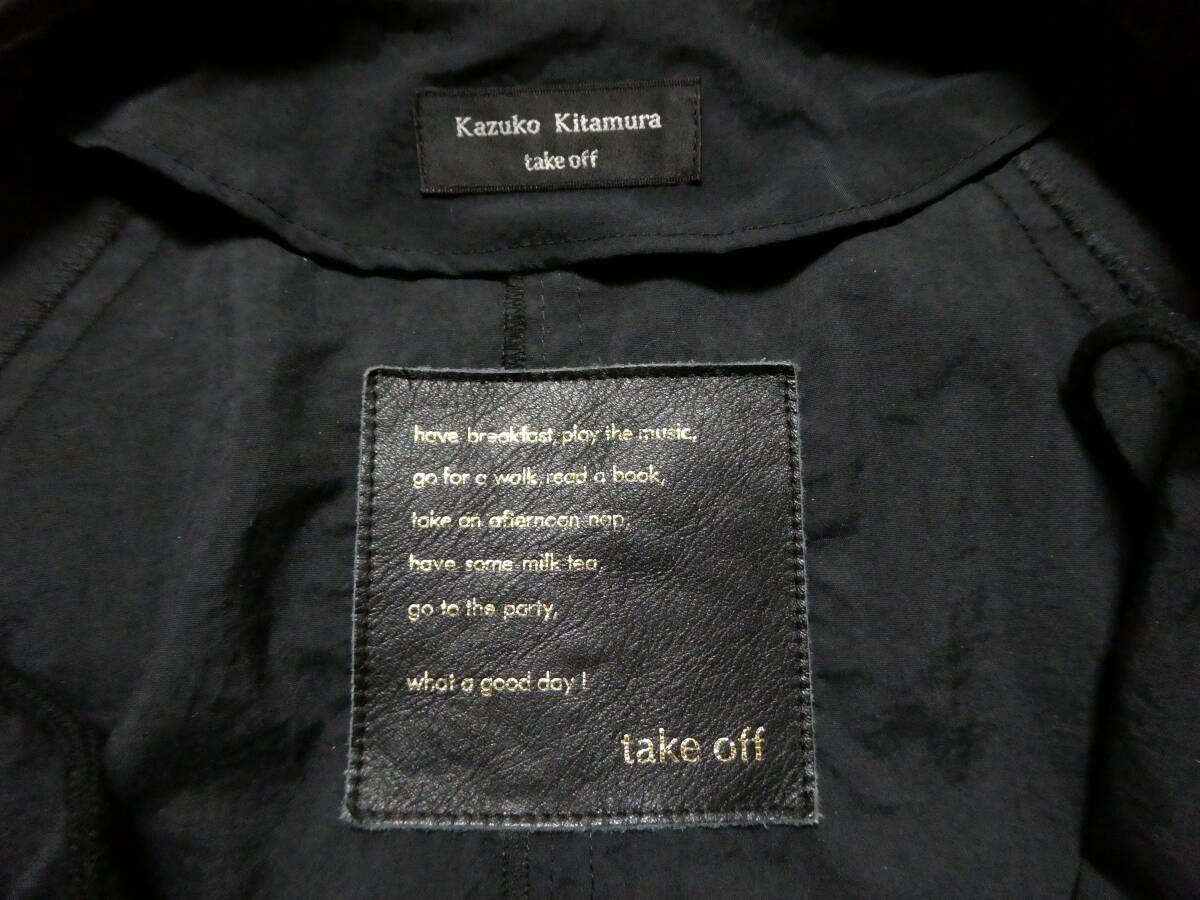 Kazuko Kitamura
take off
have breakfast, play the music,
go for a walk, read a book,
take an afternoon nap,
have some milk tea,
go to the party,
what a good day !
take off